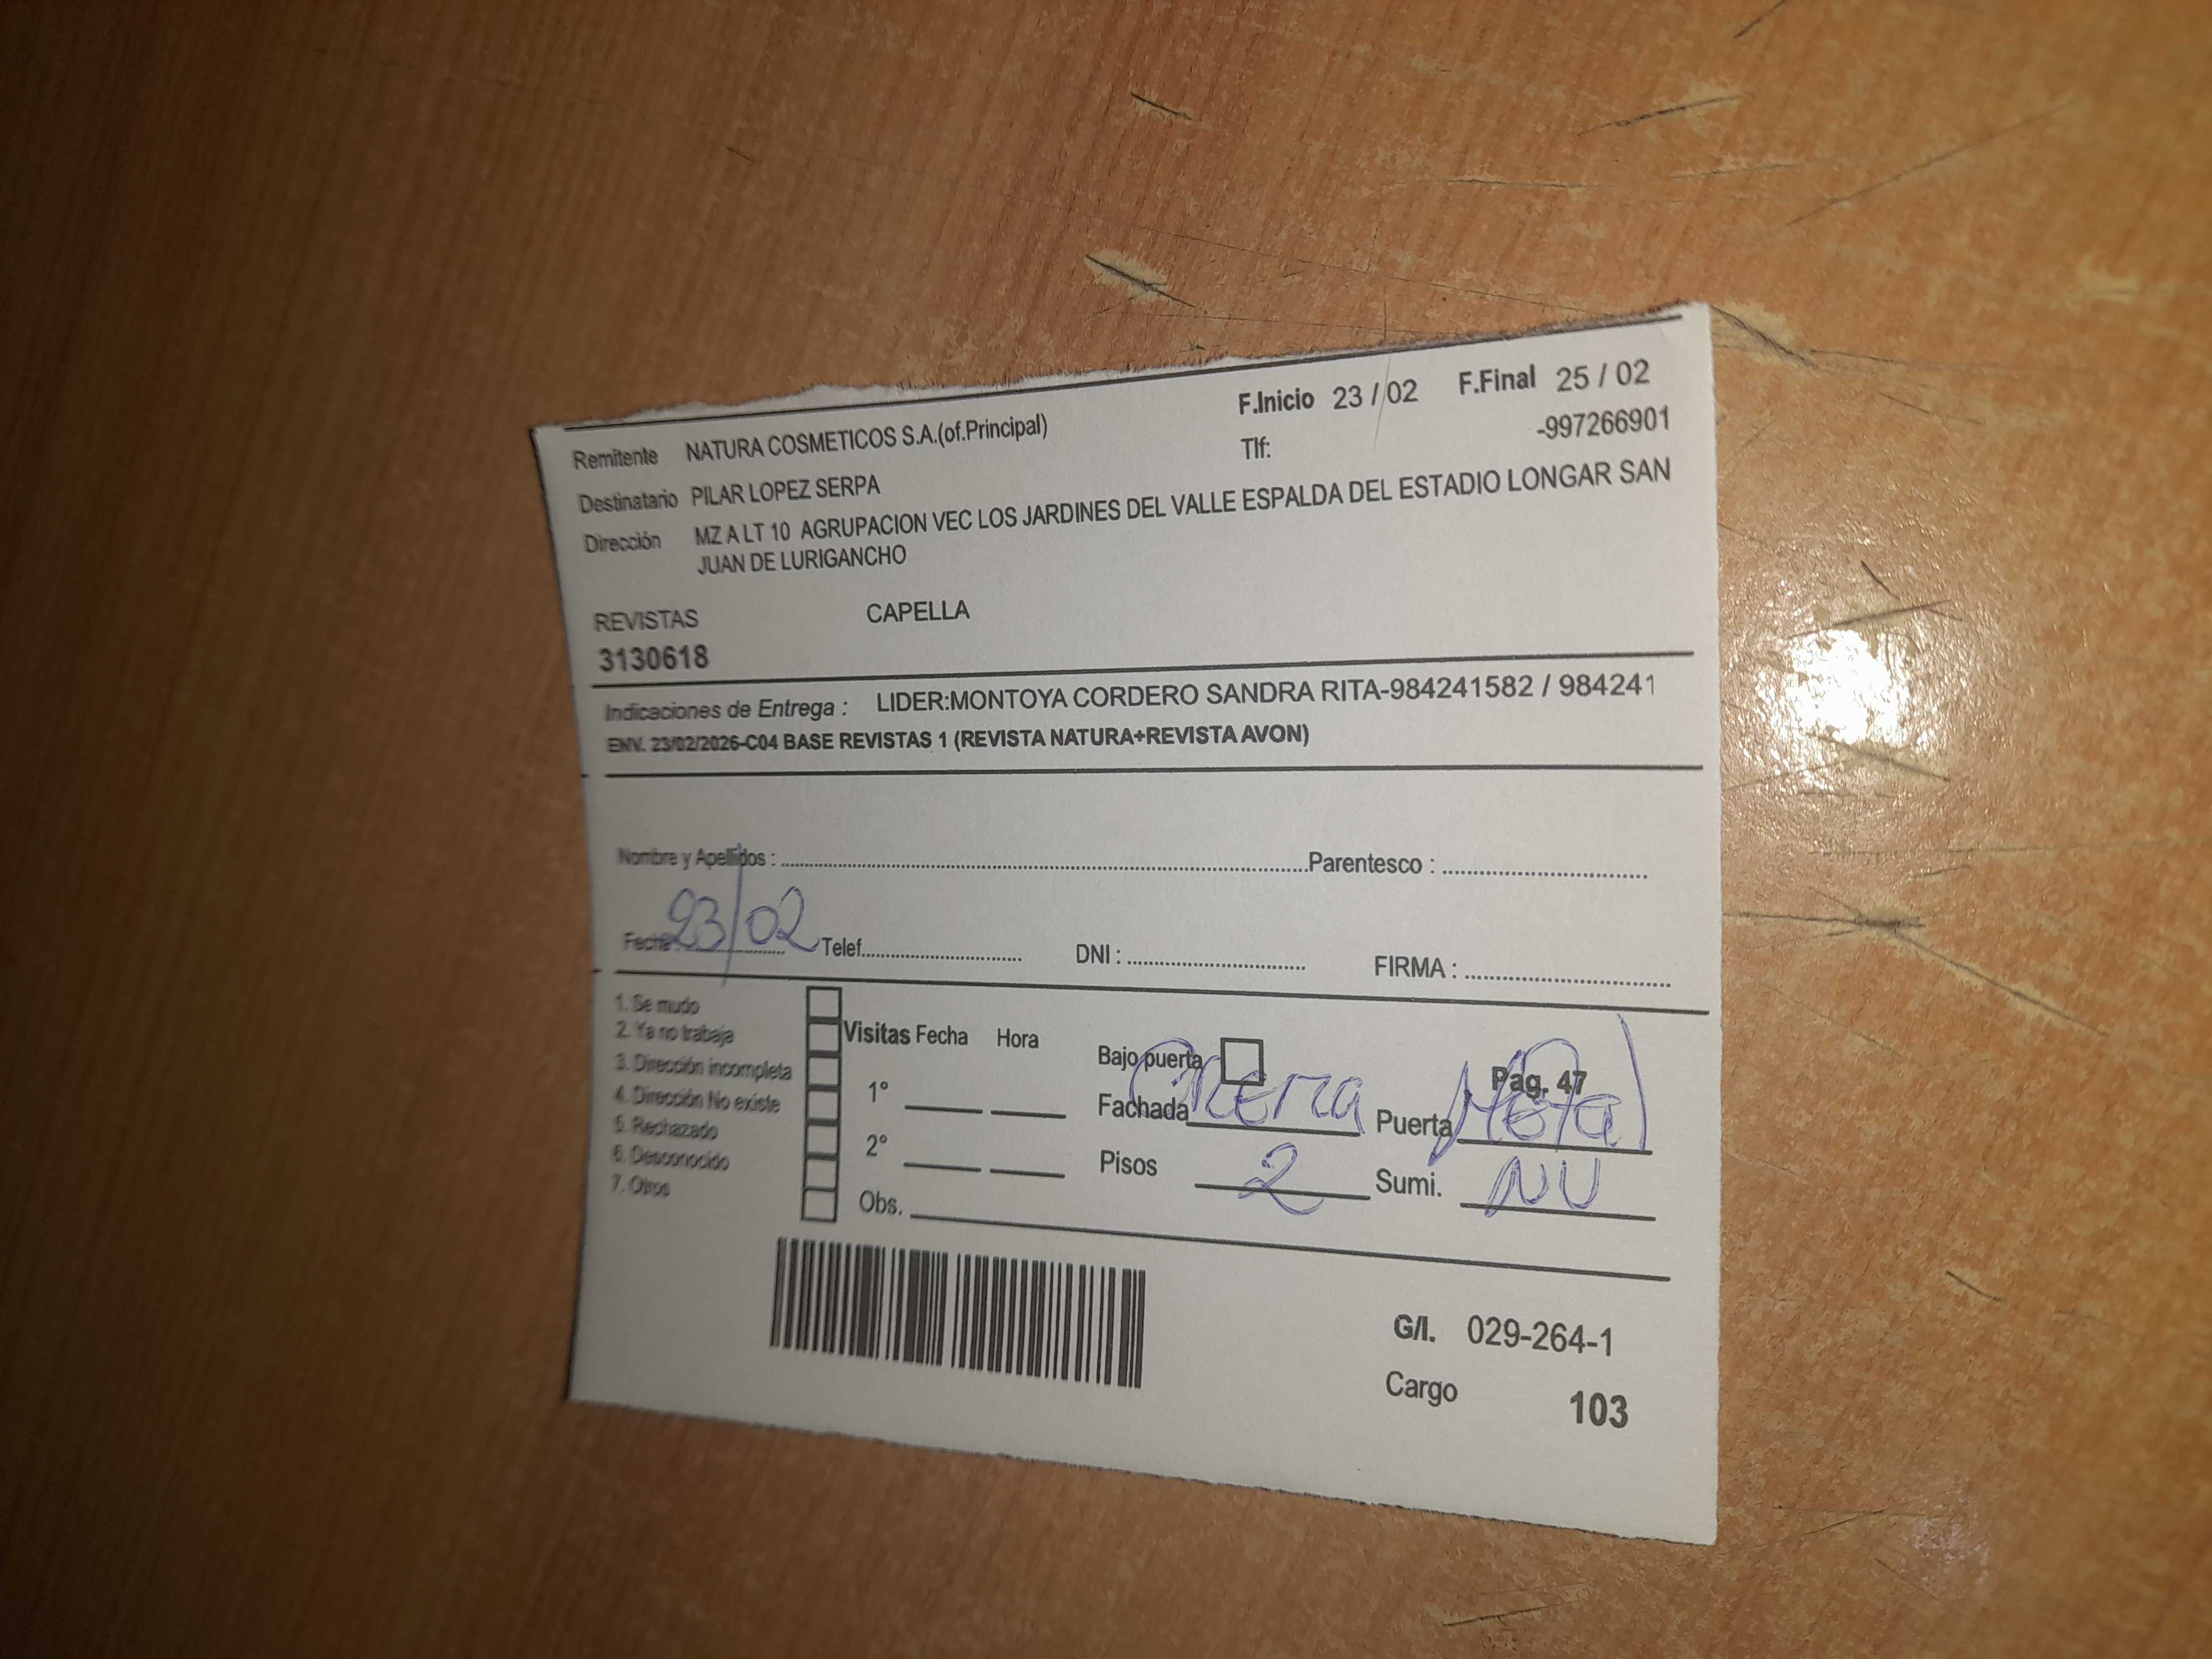 F.Inicio 23 / 02 F.Final 25 / 02
Remitente NATURA COSMETICOS S.A.(of.Principal) Tlf: -997266901
Destinatario PILAR LOPEZ SERPA
Dirección MZ A LT 10 AGRUPACION VEC LOS JARDINES DEL VALLE ESPALDA DEL ESTADIO LONGAR SAN
JUAN DE LURIGANCHO
REVISTAS CAPELLA
3130618
Indicaciones de Entrega : LIDER:MONTOYA CORDERO SANDRA RITA-984241582 / 984241
ENV. 23/02/2026-C04 BASE REVISTAS 1 (REVISTA NATURA+REVISTA AVON)
Nombre y Apellidos : Parentesco :
Fecha : 23/02 Telef. DNI : FIRMA :
1. Se mudo
2. Ya no trabaja
3. Dirección incompleta
4. Dirección No existe
5. Rechazado
6. Desconocido
7. Otros
Visitas Fecha Hora
1°
2°
Obs.
Bajo puerta Pag. 47
Fachada Crema Puerta Metal
Pisos 2 Sumi. NU
G/I. 029-264-1
Cargo 103